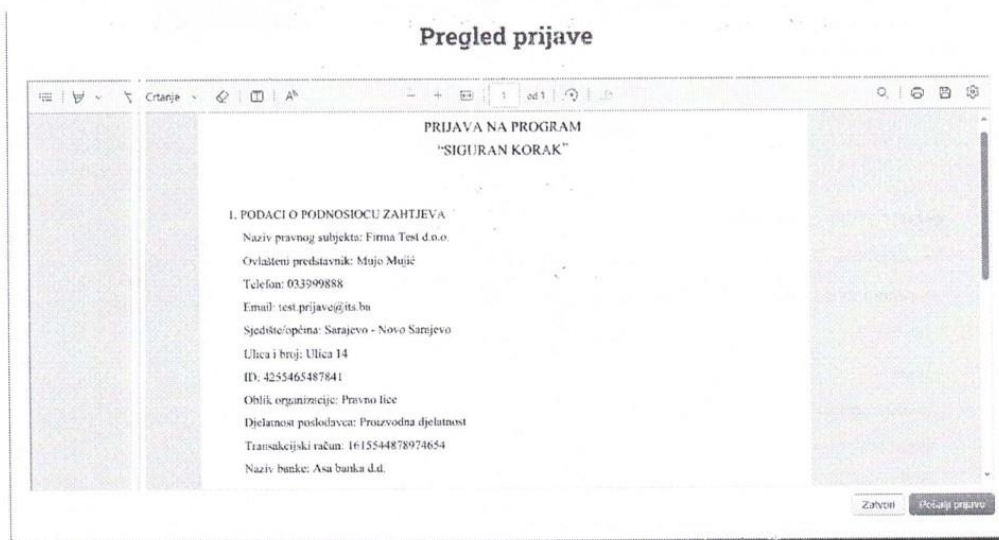 Pregled prijave
Crtanje
1 od 1
PRIJAVA NA PROGRAM
“SIGURAN KORAK”
1. PODACI O PODNOSIOCU ZAHTJEVA
Naziv pravnog subjekta: Firma Test d.o.o.
Ovlašteni predstavnik: Mujo Mujić
Telefon: 033999888
Email: test.prijave@its.ba
Sjedište/općina: Sarajevo - Novo Sarajevo
Ulica i broj: Ulica 14
ID: 4255465487841
Oblik organizacije: Pravno lice
Djelatnost poslodavca: Proizvodna djelatnost
Transakcijski račun: 1615544878974654
Naziv banke: Asa banka d.d.
Zatvori Pošalji prijavu